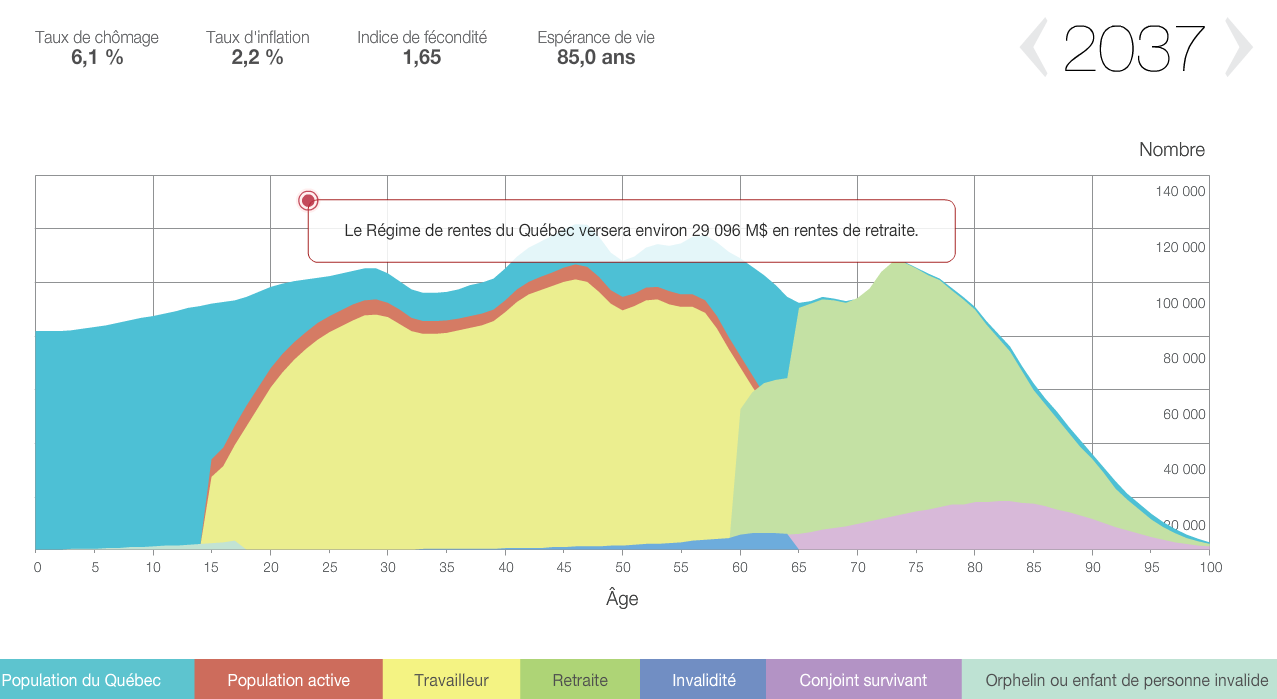 Taux de chômage
6,1 %
Taux d'inflation
2,2 %
Indice de fécondité
1,65
Espérance de vie
85,0 ans
2037
Nombre
140 000
Le Régime de rentes du Québec versera environ 29 096 M$ en rentes de retraite.
120 000
100 000
80 000
60 000
40 000
20 000
0 5 10 15 20 25 30 35 40 45 50 55 60 65 70 75 80 85 90 95 100
Âge
Population du Québec Population active Travailleur Retraite Invalidité Conjoint survivant Orphelin ou enfant de personne invalide